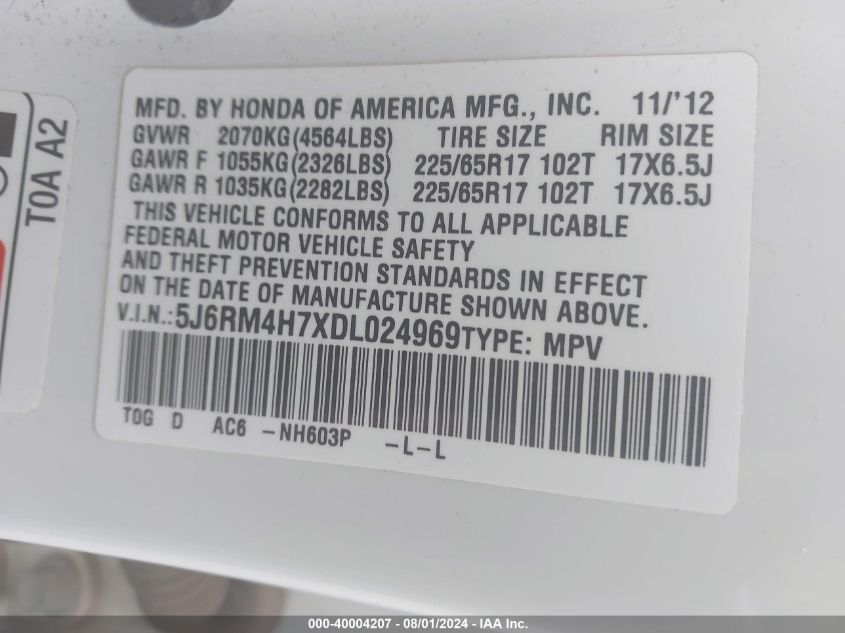 T0A A2
MFD. BY HONDA OF AMERICA MFG., INC. 11/'12
GVWR 2070KG(4564LBS) TIRE SIZE RIM SIZE
GAWR F 1055KG(2326LBS) 225/65R17 102T 17X6.5J
GAWR R 1035KG(2282LBS) 225/65R17 102T 17X6.5J
THIS VEHICLE CONFORMS TO ALL APPLICABLE
FEDERAL MOTOR VEHICLE SAFETY
AND THEFT PREVENTION STANDARDS IN EFFECT
ON THE DATE OF MANUFACTURE SHOWN ABOVE.
V.I.N.:5J6RM4H7XDL024969TYPE: MPV
T0G D AC6 -NH603P -L-L
000-40004207 - 08/01/2024 - IAA Inc.